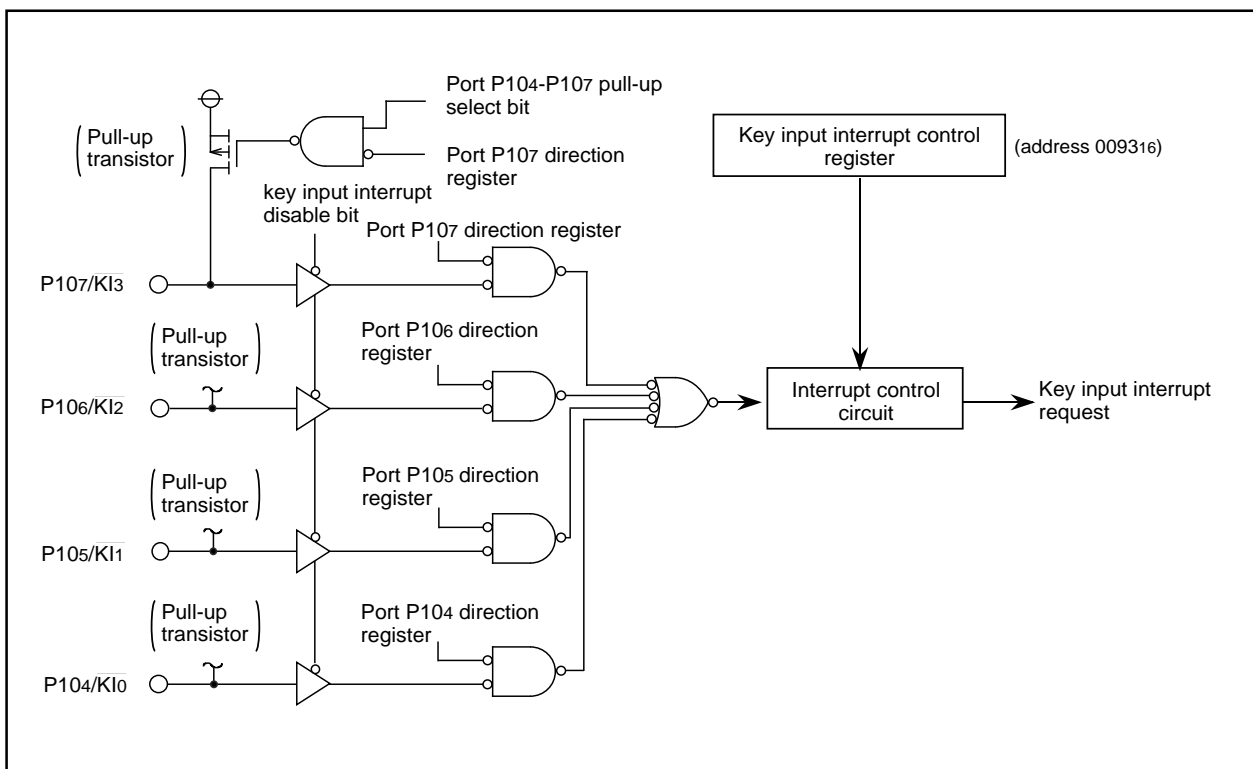 Port P104-P107 pull-up
select bit
(Pull-up
transistor)
Port P107 direction
register
key input interrupt
disable bit
Port P107 direction register
P107/KI3
Key input interrupt control
register
(address 009316)
(Pull-up
transistor)
Port P106 direction
register
P106/KI2
Interrupt control
circuit
Key input interrupt
request
(Pull-up
transistor)
Port P105 direction
register
P105/KI1
(Pull-up
transistor)
Port P104 direction
register
P104/KI0